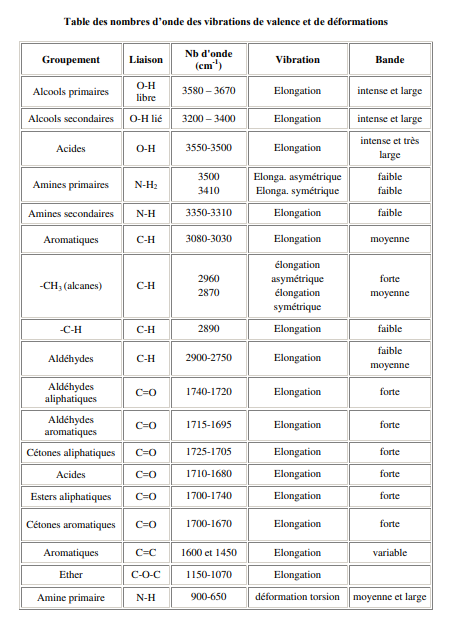 Table des nombres d'onde des vibrations de valence et de déformations
Groupement Liaison Nb d'onde (cm⁻¹) Vibration Bande
Alcools primaires O-H libre 3580 – 3670 Elongation intense et large
Alcools secondaires O-H lié 3200 – 3400 Elongation intense et large
Acides O-H 3550-3500 Elongation intense et très large
Amines primaires N-H₂ 3500 Elonga. asymétrique faible
3410 Elonga. symétrique faible
Amines secondaires N-H 3350-3310 Elongation faible
Aromatiques C-H 3080-3030 Elongation moyenne
-CH₃ (alcanes) C-H 2960 élongation asymétrique forte
2870 élongation symétrique moyenne
-C-H C-H 2890 Elongation faible
Aldéhydes C-H 2900-2750 Elongation faible moyenne
Aldéhydes aliphatiques C=O 1740-1720 Elongation forte
Aldéhydes aromatiques C=O 1715-1695 Elongation forte
Cétones aliphatiques C=O 1725-1705 Elongation forte
Acides C=O 1710-1680 Elongation forte
Esters aliphatiques C=O 1700-1740 Elongation forte
Cétones aromatiques C=O 1700-1670 Elongation forte
Aromatiques C=C 1600 et 1450 Elongation variable
Ether C-O-C 1150-1070 Elongation
Amine primaire N-H 900-650 déformation torsion moyenne et large